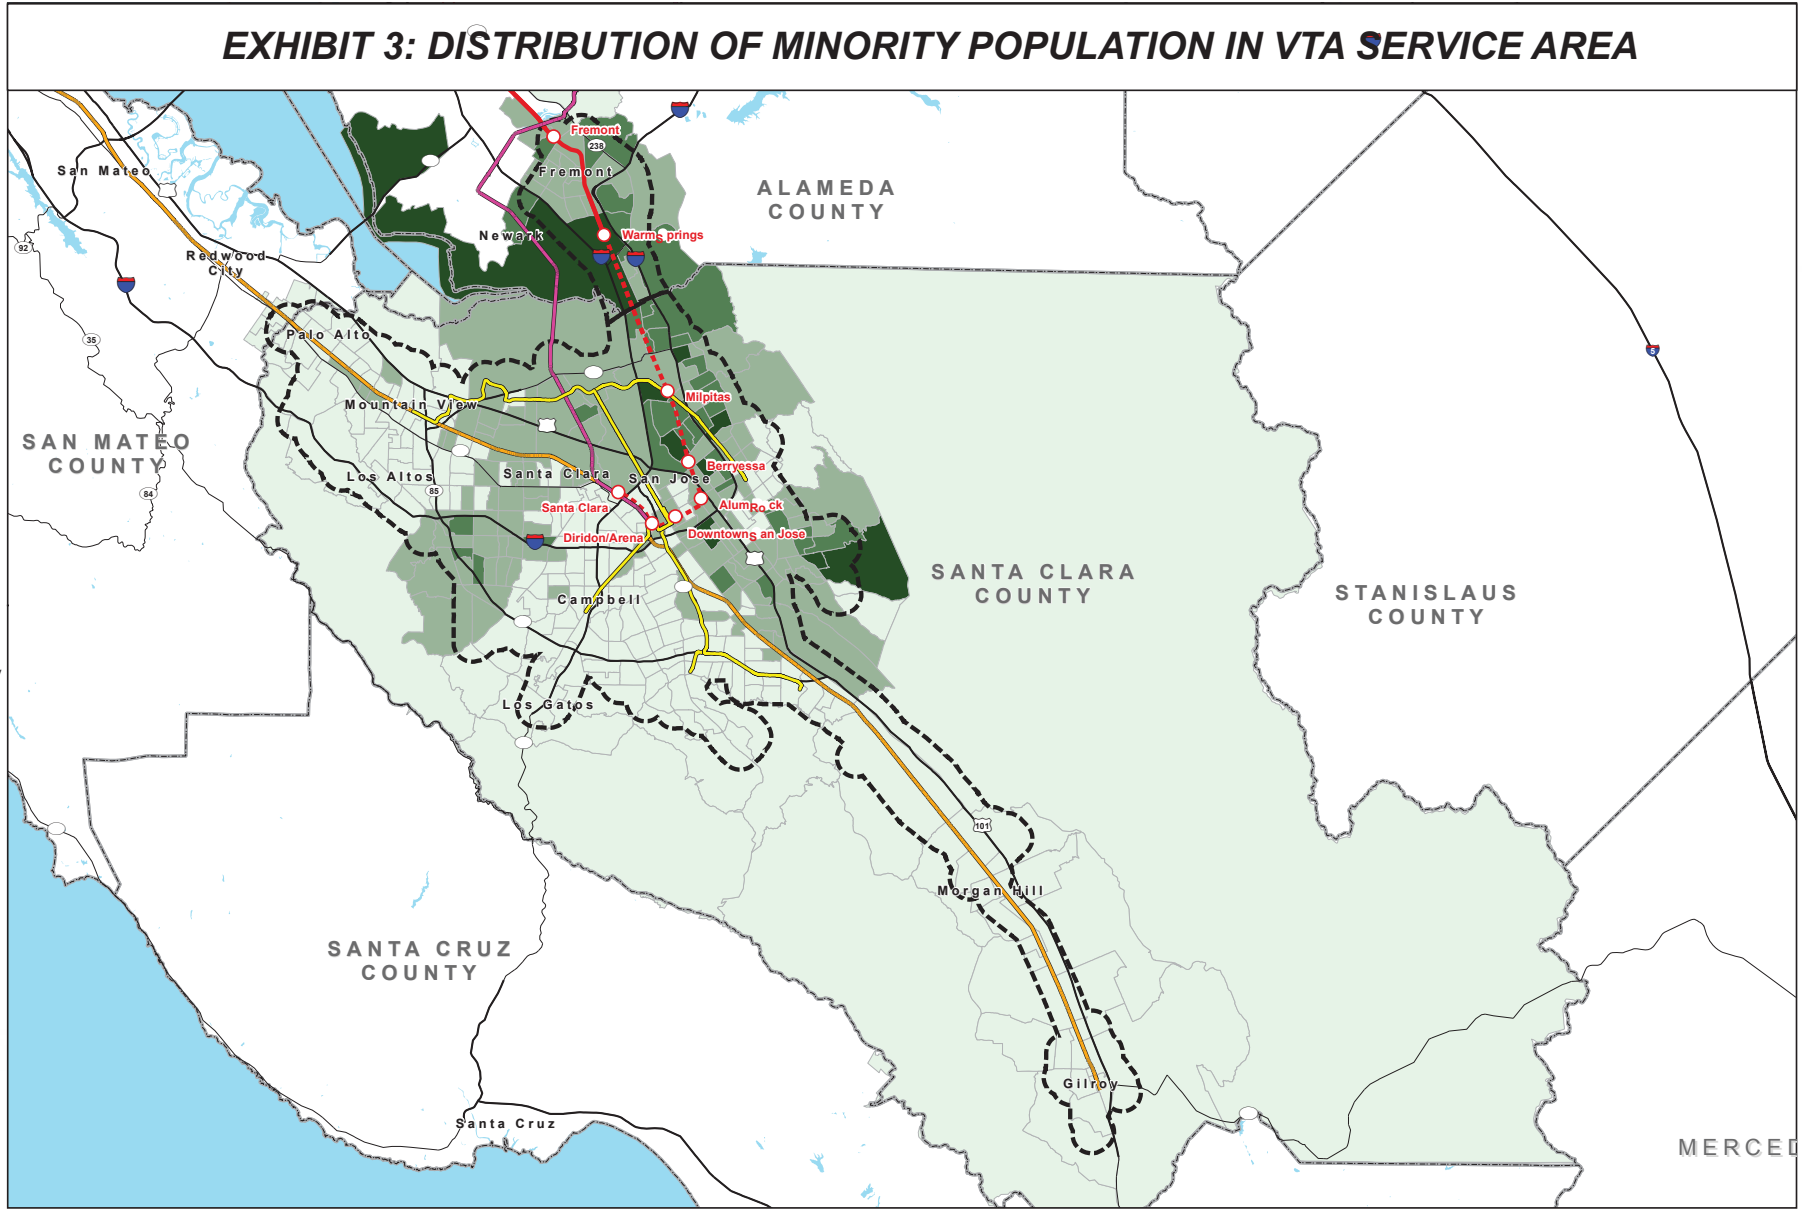 EXHIBIT 3: DISTRIBUTION OF MINORITY POPULATION IN VTA SERVICE AREA
Fremont
238
Fremont
San Mateo
ALAMEDA
COUNTY
Newark
Warm Springs
92
Redwood
City
35
Palo Alto
5
Mountain View
Milpitas
SAN MATEO
COUNTY
Berryessa
Santa Clara
San Jose
Los Altos
85
84
Santa Clara
Alum Rock
Diridon/Arena
Downtown San Jose
SANTA CLARA
COUNTY
STANISLAUS
COUNTY
Campbell
Los Gatos
101
Morgan Hill
SANTA CRUZ
COUNTY
Gilroy
Santa Cruz
MERCED